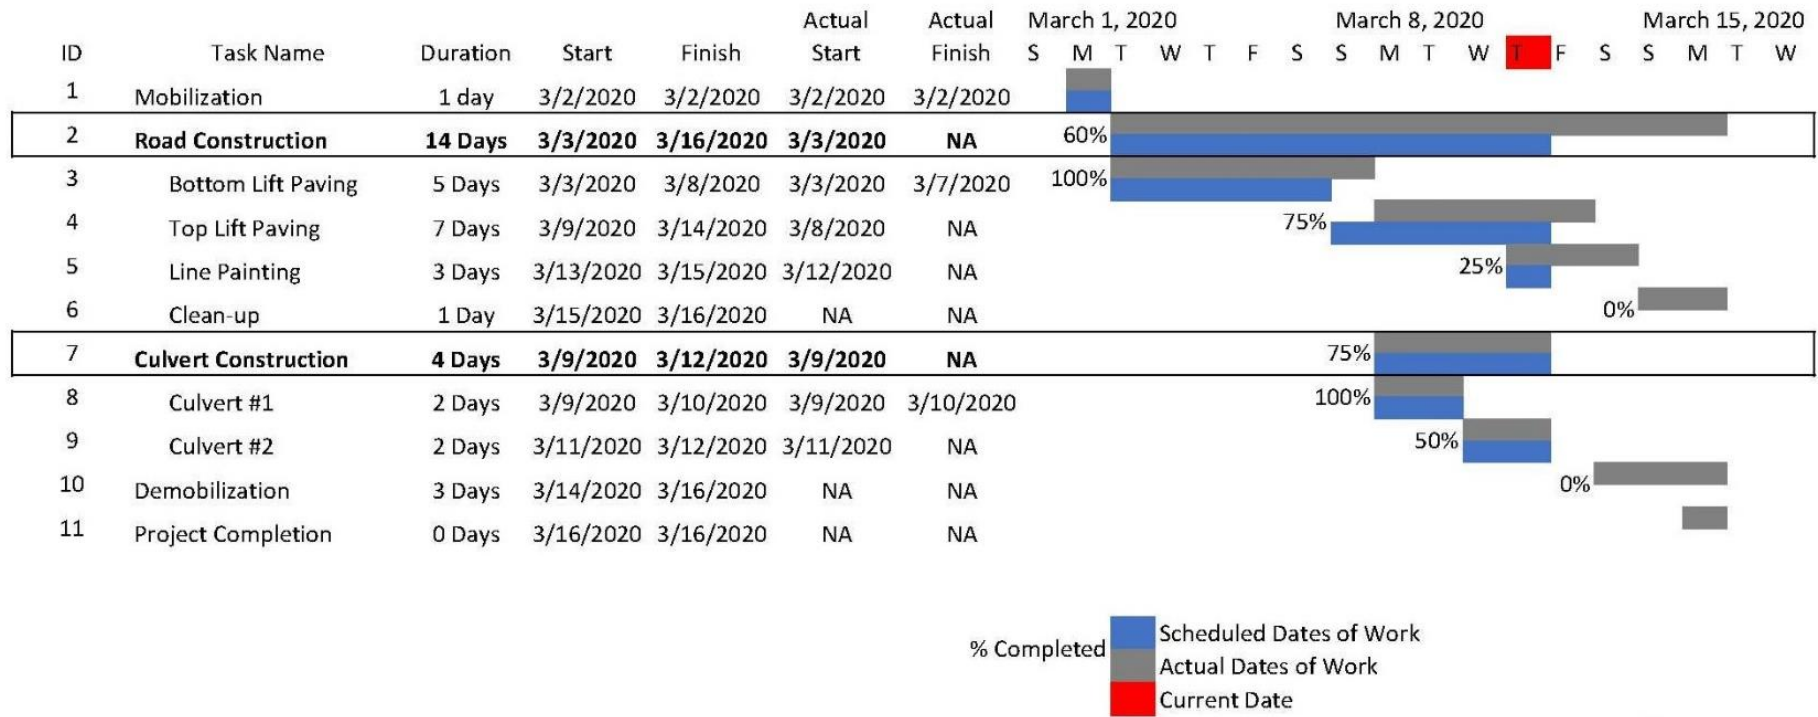 Actual Actual March 1, 2020 March 8, 2020 March 15, 2020
ID Task Name Duration Start Finish Start Finish S M T W T F S S M T W T F S S M T W
1 Mobilization 1 day 3/2/2020 3/2/2020 3/2/2020 3/2/2020
2 Road Construction 14 Days 3/3/2020 3/16/2020 3/3/2020 NA 60%
3 Bottom Lift Paving 5 Days 3/3/2020 3/8/2020 3/3/2020 3/7/2020 100%
4 Top Lift Paving 7 Days 3/9/2020 3/14/2020 3/8/2020 NA 75%
5 Line Painting 3 Days 3/13/2020 3/15/2020 3/12/2020 NA 25%
6 Clean-up 1 Day 3/15/2020 3/16/2020 NA NA 0%
7 Culvert Construction 4 Days 3/9/2020 3/12/2020 3/9/2020 NA 75%
8 Culvert #1 2 Days 3/9/2020 3/10/2020 3/9/2020 3/10/2020 100%
9 Culvert #2 2 Days 3/11/2020 3/12/2020 3/11/2020 NA 50%
10 Demobilization 3 Days 3/14/2020 3/16/2020 NA NA 0%
11 Project Completion 0 Days 3/16/2020 3/16/2020 NA NA
% Completed Scheduled Dates of Work
Actual Dates of Work
Current Date